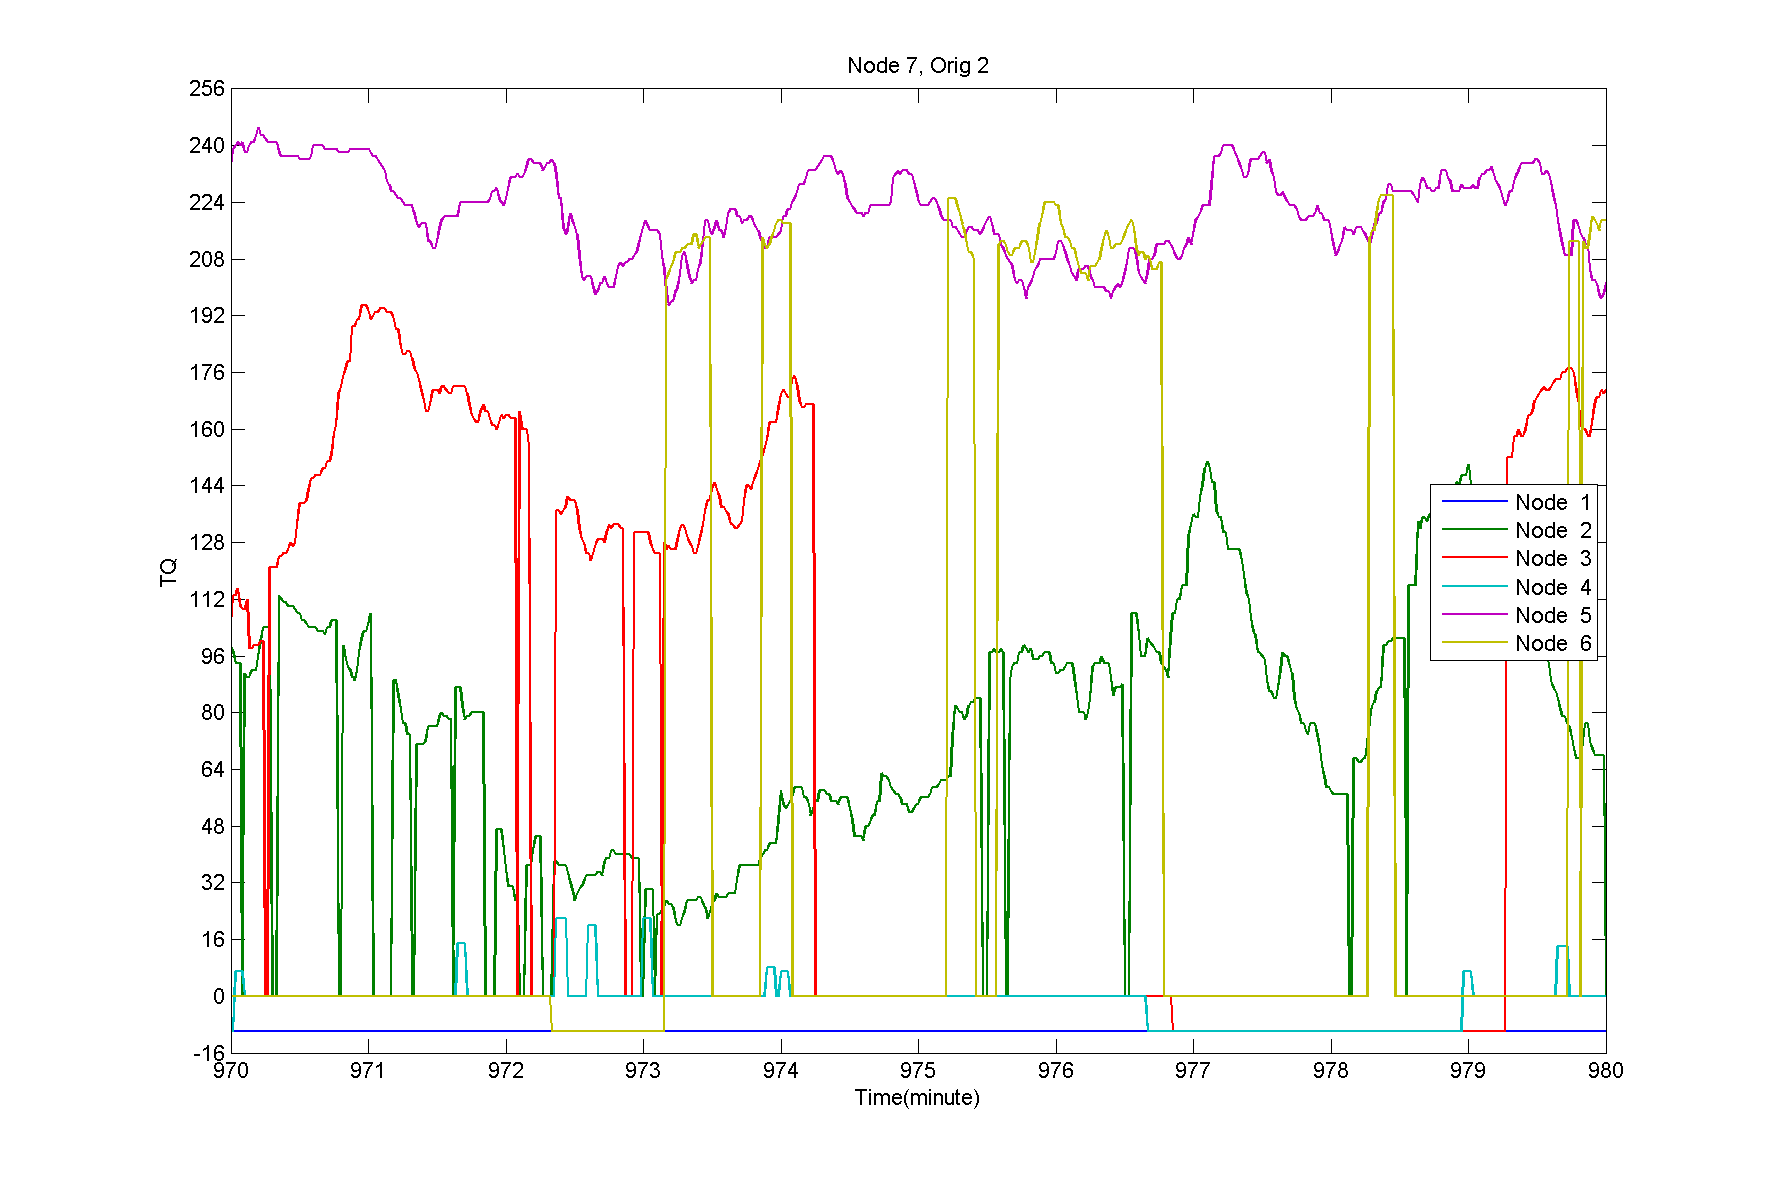 Node 7, Orig 2
256
240
224
208
192
176
160
144
128
112
96
80
64
48
32
16
0
-16
TQ
Node 1
Node 2
Node 3
Node 4
Node 5
Node 6
970 971 972 973 974 975 976 977 978 979 980
Time(minute)